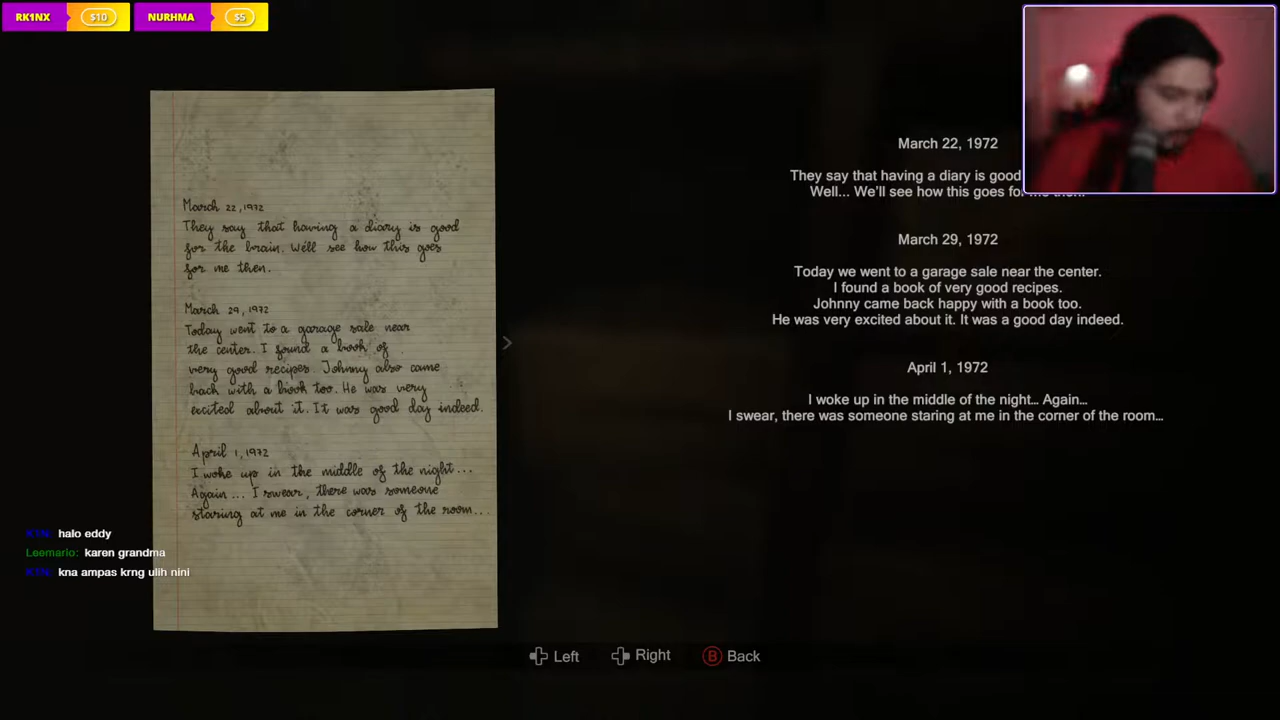 RK1NX $10 NURHMA $5
March 22, 1972
They say that having a diary is good
for the brain. We'll see how this goes
for me then.
March 29, 1972
Today went to a garage sale near
the center. I found a book of
very good recipes. Johnny also came
back with a book too. He was very
excited about it. It was good day indeed.
April 1, 1972
I woke up in the middle of the night...
Again... I swear, there was someone
staring at me in the corner of the room...
March 22, 1972
They say that having a diary is good
Well... We'll see how this goes for me then.
March 29, 1972
Today we went to a garage sale near the center.
I found a book of very good recipes.
Johnny came back happy with a book too.
He was very excited about it. It was a good day indeed.
April 1, 1972
I woke up in the middle of the night... Again...
I swear, there was someone staring at me in the corner of the room...
halo eddy
Leemario: karen grandma
kna ampas krng ulih nini
Left Right B Back